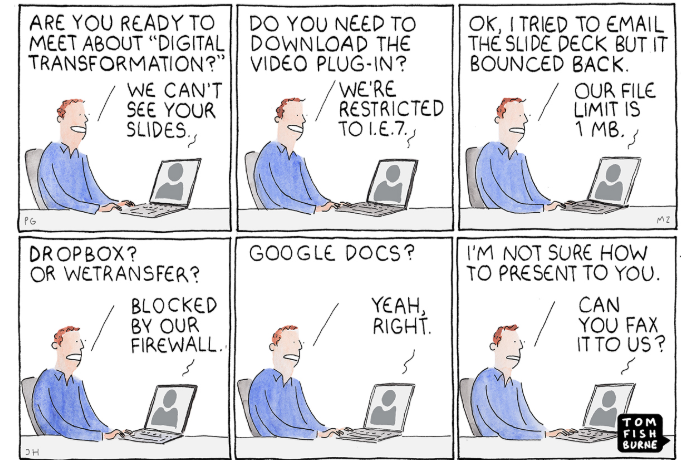 ARE YOU READY TO
MEET ABOUT "DIGITAL
TRANSFORMATION?"
WE CAN'T
SEE YOUR
SLIDES.
PG
DO YOU NEED TO
DOWNLOAD THE
VIDEO PLUG-IN?
WE'RE
RESTRICTED
TO I.E.7.
OK, I TRIED TO EMAIL
THE SLIDE DECK BUT IT
BOUNCED BACK.
OUR FILE
LIMIT IS
1 MB.
MZ
DROPBOX?
OR WETRANSFER?
BLOCKED
BY OUR
FIREWALL.
JH
GOOGLE DOCS?
YEAH,
RIGHT.
I'M NOT SURE HOW
TO PRESENT TO YOU.
CAN
YOU FAX
IT TO US?
TOM
FISH
BURNE